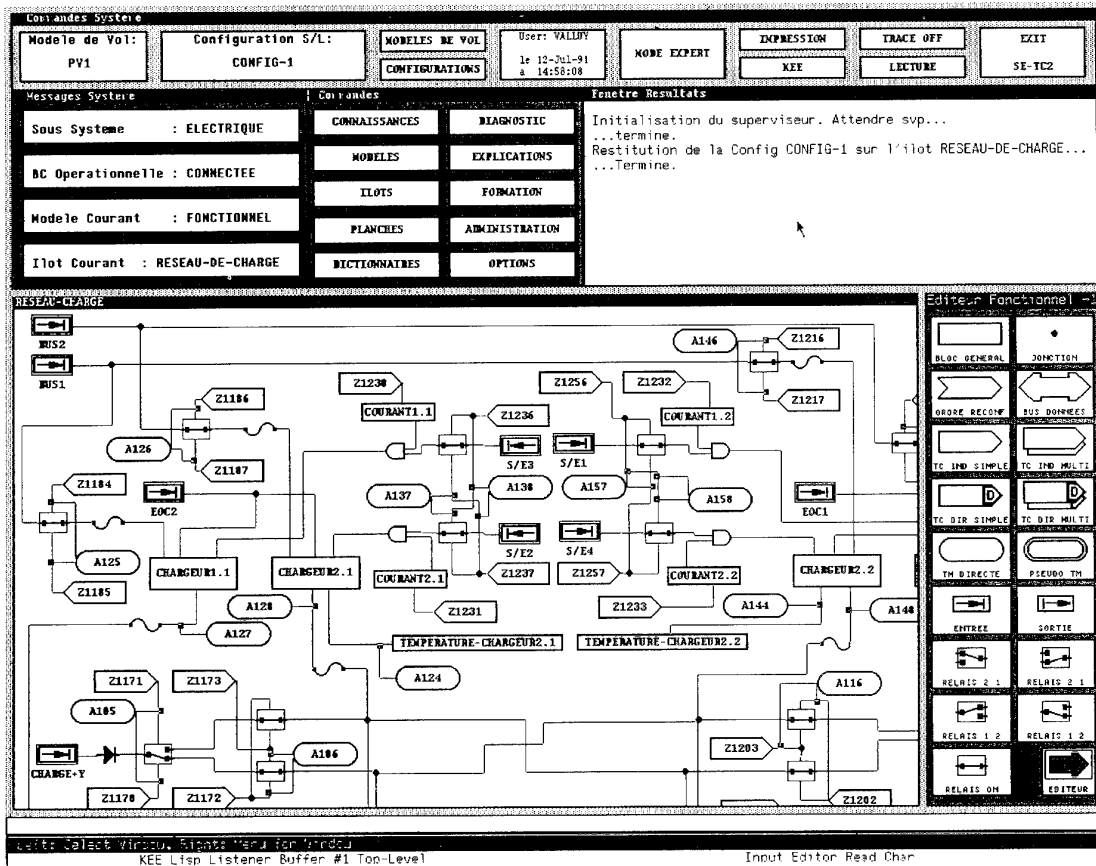 Commandes Systeme
Modele de Vol:
PV1
Configuration S/L:
CONFIG-1
MODELES DE VOL
CONFIGURATIONS
User: VALLUY
le 12-Jul-91
a 14:58:08
MODE EXPERT
IMPRESSION
KEE
TRACE OFF
LECTURE
EXIT
SE-TC2
Messages Systeme
Sous Systeme : ELECTRIQUE
BC Operationnelle : CONNECTEE
Modele Courant : FONCTIONNEL
Ilot Courant : RESEAU-DE-CHARGE
Commandes
CONNAISSANCES
DIAGNOSTIC
MODELES
EXPLICATIONS
ILOTS
FORMATION
PLANCHES
ADMINISTRATION
DICTIONNAIRES
OPTIONS
Fenetre Resultats
Initialisation du superviseur. Attendre svp...
...termine.
Restitution de la Config CONFIG-1 sur l'ilot RESEAU-DE-CHARGE...
...Termine.
RESEAU-CHARGE
BUS2
BUS1
Z1186
A126
Z1187
Z1184
EOC2
A125
Z1185
CHARGEUR1.1
CHARGEUR2.1
A128
A127
Z1230
COURANT1.1
Z1236
S/E3
A137
A138
S/E2
Z1237
COURANT2.1
Z1231
TEMPERATURE-CHARGEUR2.1
A124
Z1256
Z1232
COURANT1.2
S/E1
A157
A158
S/E4
Z1257
COURANT2.2
Z1233
TEMPERATURE-CHARGEUR2.2
A146
Z1216
Z1217
EOC1
CHARGEUR2.2
A144
A148
Z1171
Z1173
A105
A106
CHARGE+Y
Z1170
Z1172
A116
Z1203
Z1202
Editeur Fonctionnel -1
BLOC GENERAL
JONCTION
ORDRE RECONF
BUS DONNEES
TC IND SIMPLE
TC IND MULTI
D
D
TC DIR SIMPLE
TC DIR MULTI
TM DIRECTE
PSEUDO TM
ENTREE
SORTIE
RELAIS 2 1
RELAIS 2 1
RELAIS 1 2
RELAIS 1 2
RELAIS ON
EDITEUR
Left: Select Window, Right: Menu for Window
KEE Lisp Listener Buffer #1 Top-Level
Input Editor Read Char